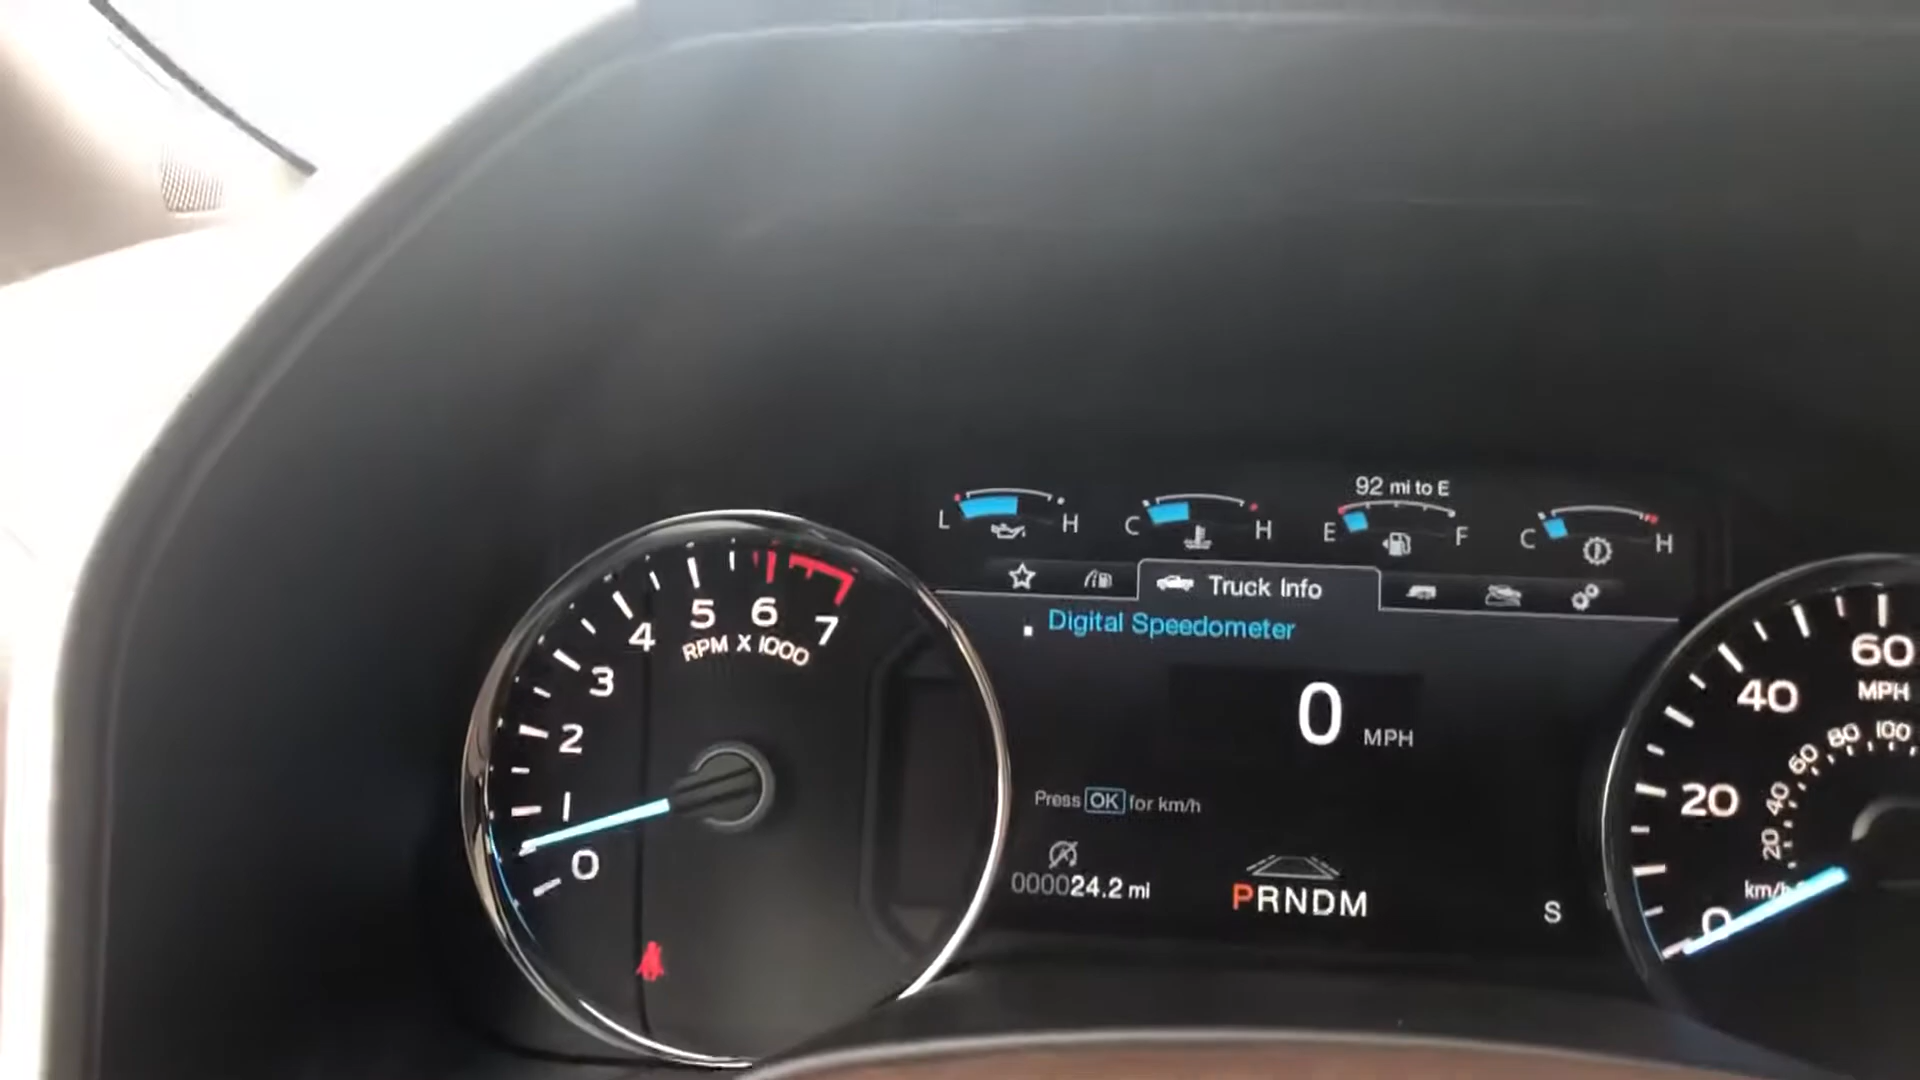 92 mi to E
L H C H E F C H
Truck Info
Digital Speedometer
0 MPH
Press OK for km/h
000024.2 mi
PRNDM
S
0 1 2 3 4 5 6 7
RPM X 1000
0 20 40 60
MPH
20 40 60 80 100
km/h